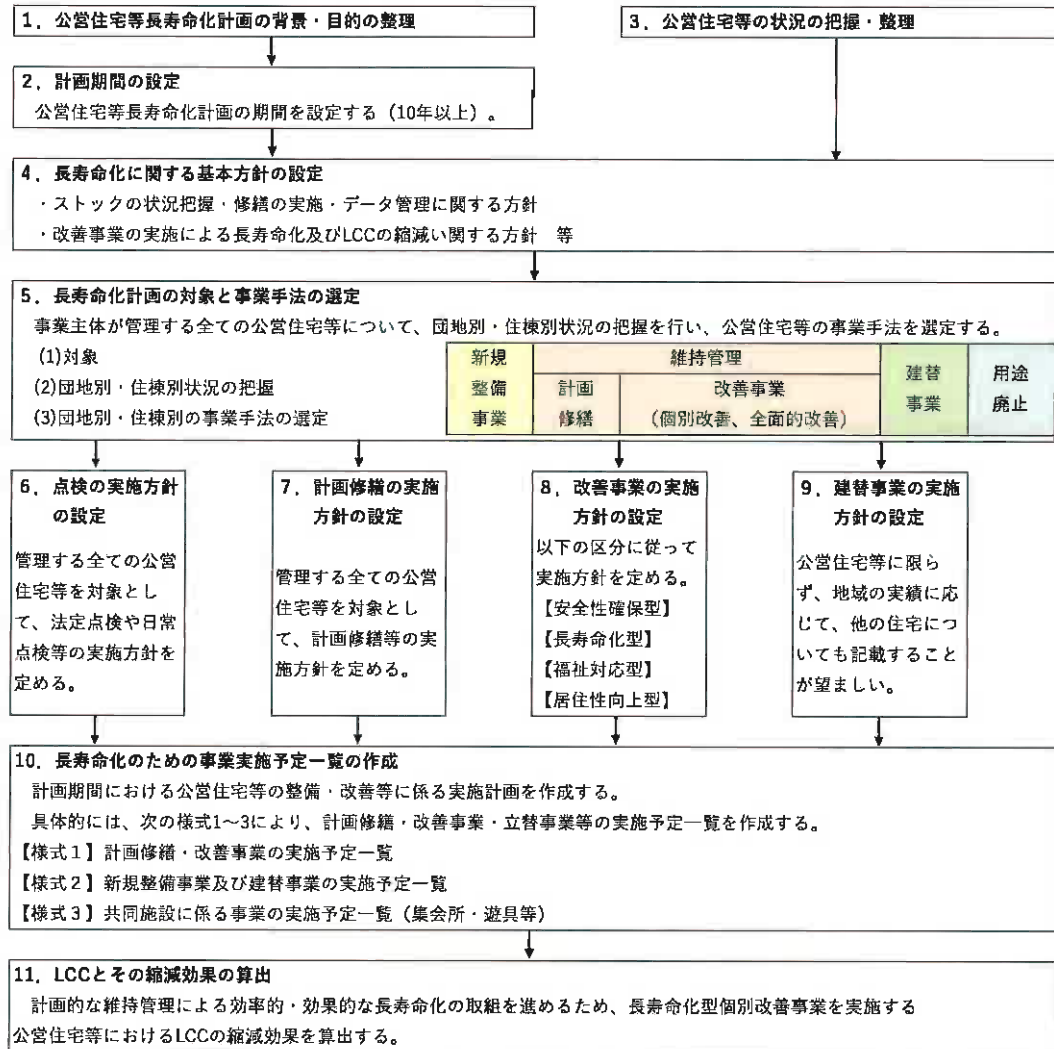 1．公営住宅等長寿命化計画の背景・目的の整理
3．公営住宅等の状況の把握・整理
2．計画期間の設定
公営住宅等長寿命化計画の期間を設定する（10年以上）。
4．長寿命化に関する基本方針の設定
・ストックの状況把握・修繕の実施・データ管理に関する方針
・改善事業の実施による長寿命化及びLCCの縮減い関する方針　等
5．長寿命化計画の対象と事業手法の選定
事業主体が管理する全ての公営住宅等について、団地別・住棟別状況の把握を行い、公営住宅等の事業手法を選定する。
(1)対象
(2)団地別・住棟別状況の把握
(3)団地別・住棟別の事業手法の選定
新規
整備
事業
維持管理
計画
修繕
改善事業
（個別改善、全面的改善）
建替
事業
用途
廃止
6．点検の実施方針
の設定
管理する全ての公営
住宅等を対象とし
て、法定点検や日常
点検等の実施方針を
定める。
7．計画修繕の実施
方針の設定
管理する全ての公営
住宅等を対象とし
て、計画修繕等の実
施方針を定める。
8．改善事業の実施
方針の設定
以下の区分に従って
実施方針を定める。
【安全性確保型】
【長寿命化型】
【福祉対応型】
【居住性向上型】
9．建替事業の実施
方針の設定
公営住宅等に限ら
ず、地域の実績に応
じて、他の住宅につ
いても記載すること
が望ましい。
10．長寿命化のための事業実施予定一覧の作成
計画期間における公営住宅等の整備・改善等に係る実施計画を作成する。
具体的には、次の様式1～3により、計画修繕・改善事業・立替事業等の実施予定一覧を作成する。
【様式１】計画修繕・改善事業の実施予定一覧
【様式２】新規整備事業及び建替事業の実施予定一覧
【様式３】共同施設に係る事業の実施予定一覧（集会所・遊具等）
11．LCCとその縮減効果の算出
計画的な維持管理による効率的・効果的な長寿命化の取組を進めるため、長寿命化型個別改善事業を実施する
公営住宅等におけるLCCの縮減効果を算出する。